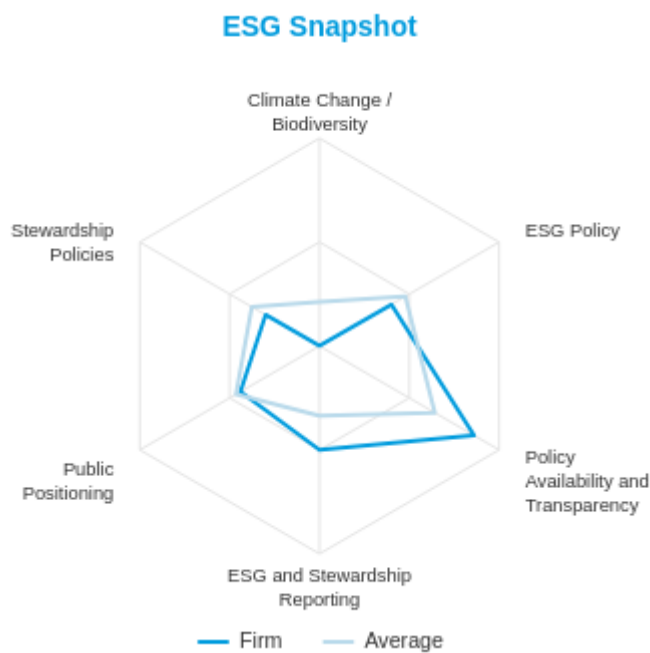 ESG Snapshot
Climate Change /
Biodiversity
Stewardship
Policies
ESG Policy
Public
Positioning
Policy
Availability and
Transparency
ESG and Stewardship
Reporting
Firm
Average